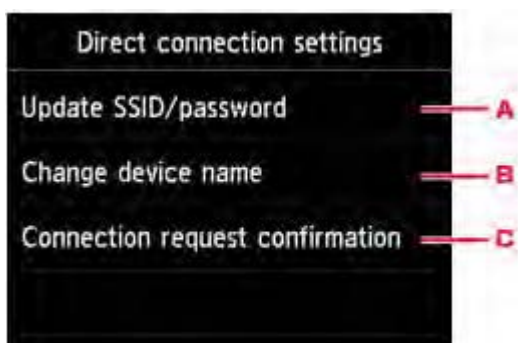 Direct connection settings
Update SSID/password A
Change device name B
Connection request confirmation C